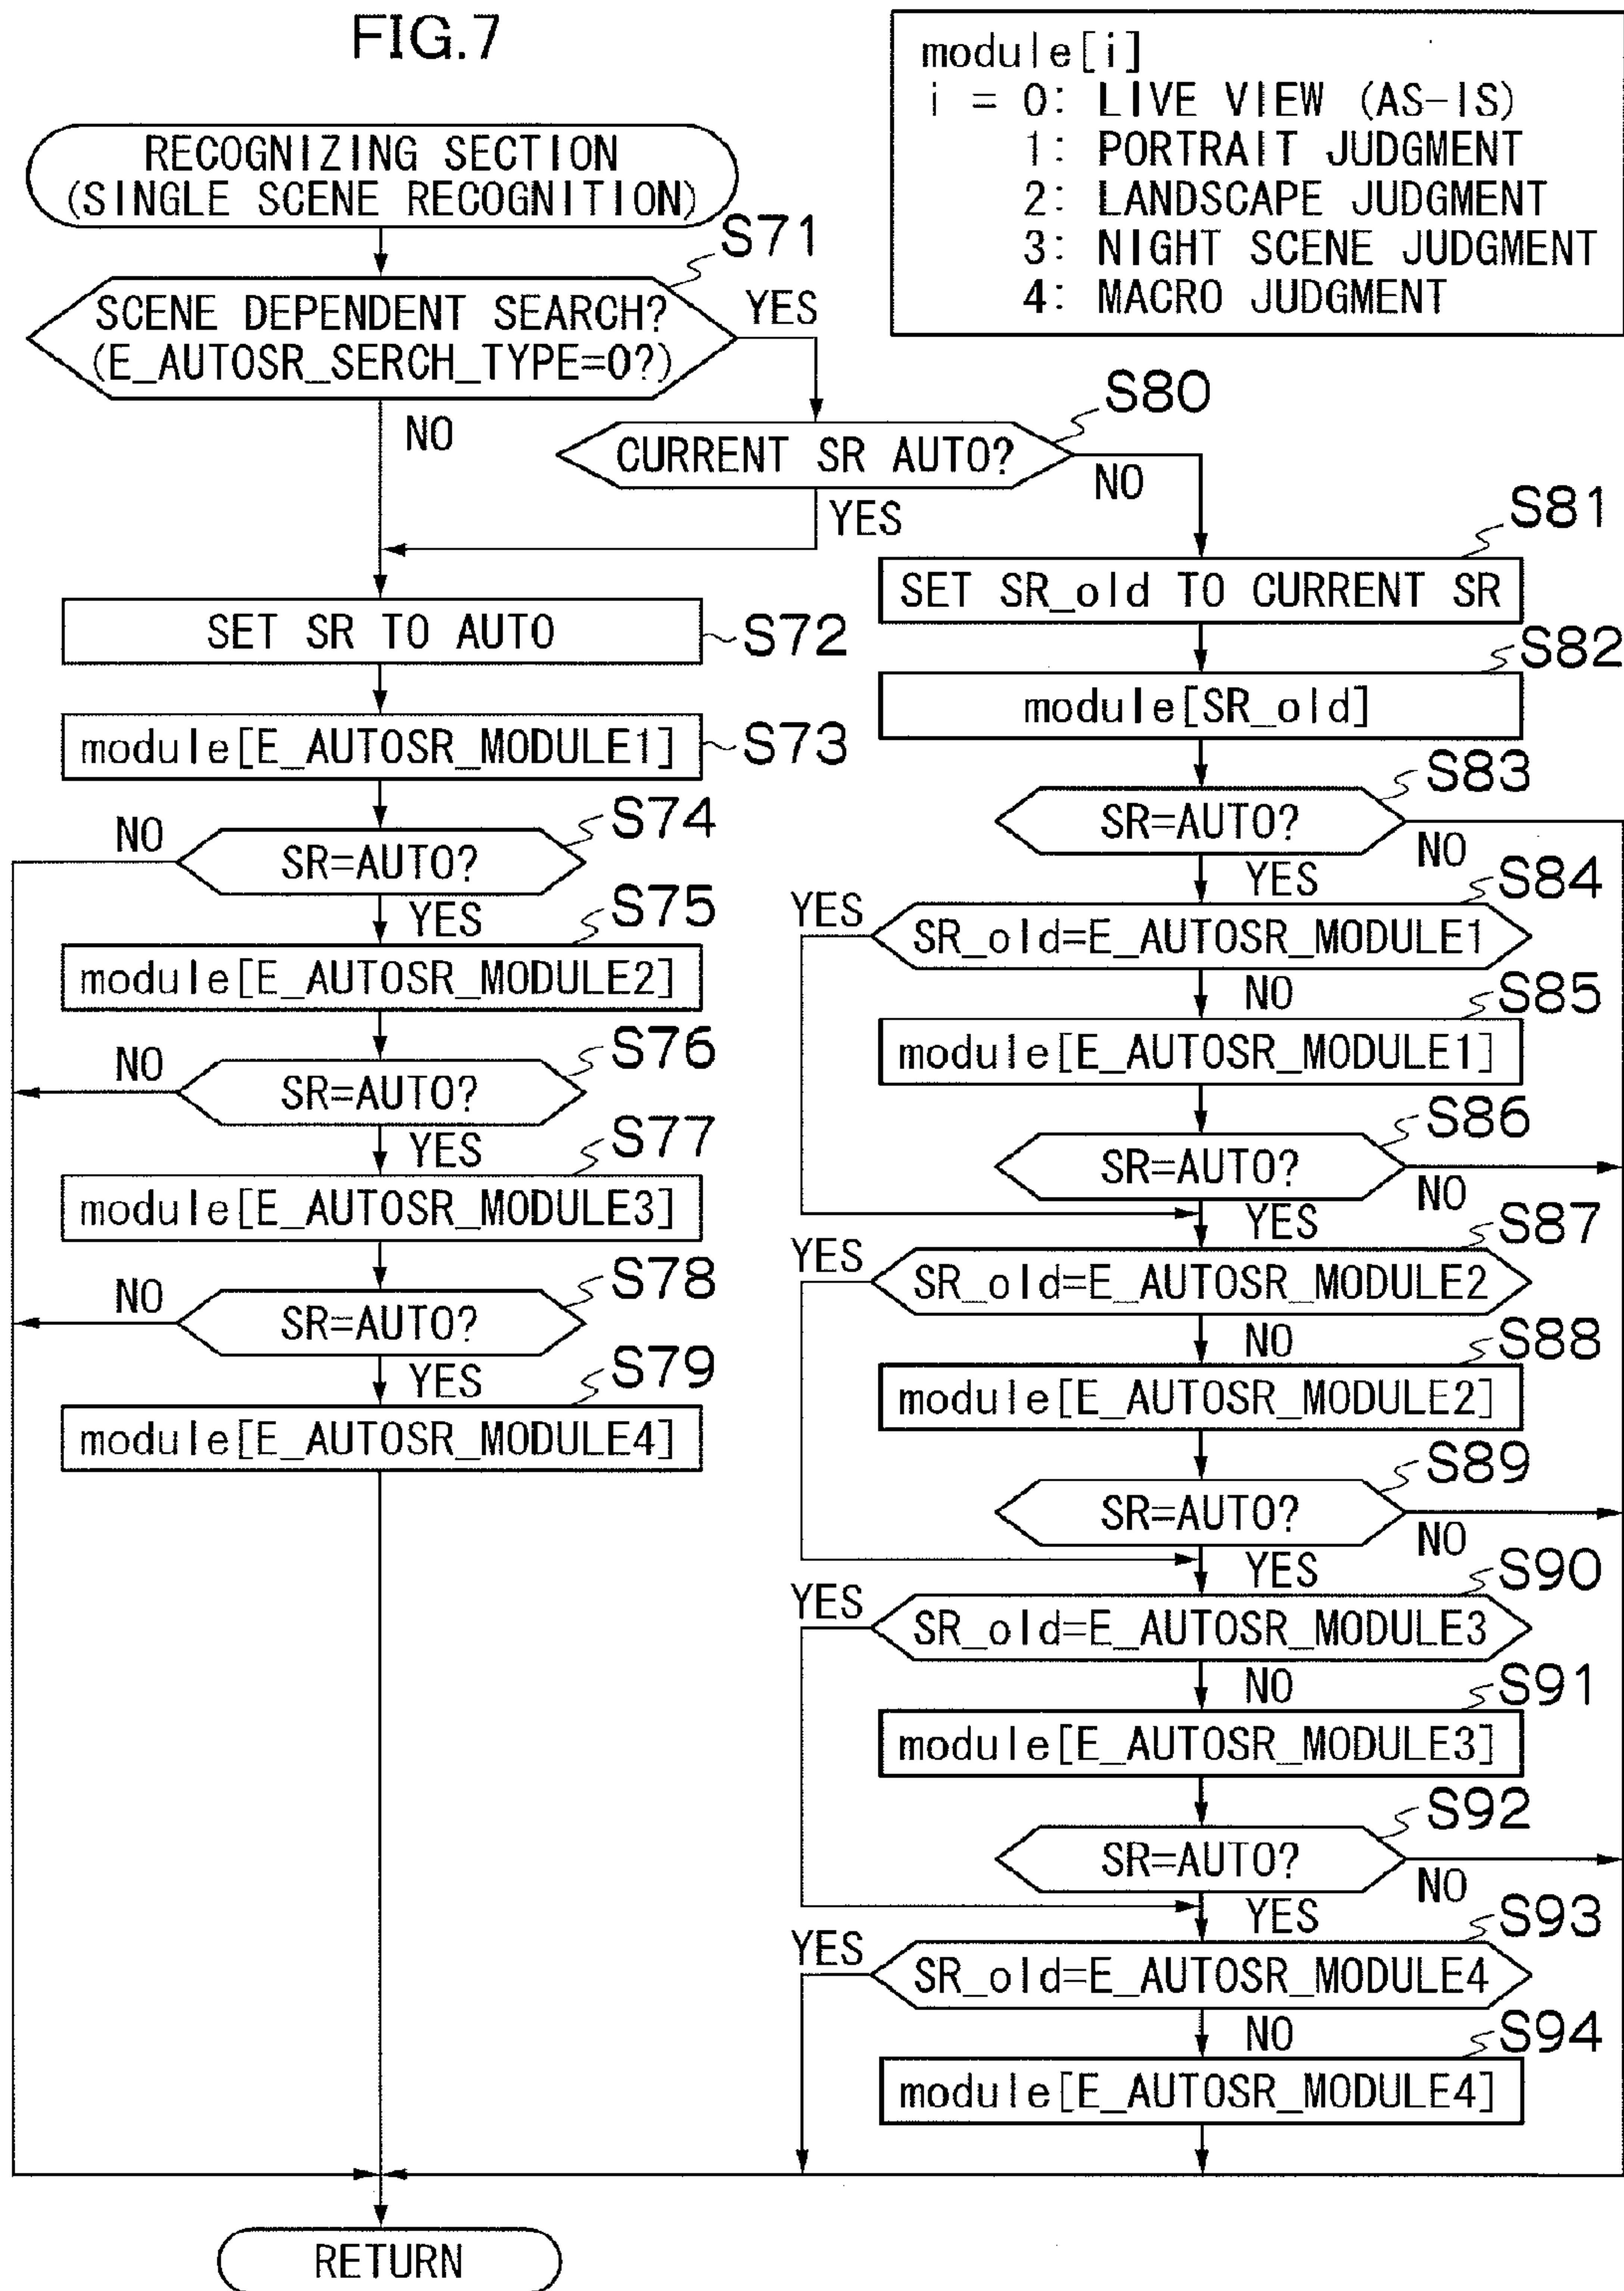 FIG.7
module[i]
i = 0: LIVE VIEW (AS-IS)
1: PORTRAIT JUDGMENT
2: LANDSCAPE JUDGMENT
3: NIGHT SCENE JUDGMENT
4: MACRO JUDGMENT
RECOGNIZING SECTION
(SINGLE SCENE RECOGNITION)
S71
SCENE DEPENDENT SEARCH?
(E_AUTOSR_SERCH_TYPE=0?)
YES
NO
S80
CURRENT SR AUTO?
NO
YES
SET SR TO AUTO
S72
module[E_AUTOSR_MODULE1]
S73
S74
NO
SR=AUTO?
YES
S75
module[E_AUTOSR_MODULE2]
S76
NO
SR=AUTO?
YES
S77
module[E_AUTOSR_MODULE3]
S78
NO
SR=AUTO?
YES
S79
module[E_AUTOSR_MODULE4]
S81
SET SR_old TO CURRENT SR
S82
module[SR_old]
S83
SR=AUTO?
NO
YES
S84
YES
SR_old=E_AUTOSR_MODULE1
NO
S85
module[E_AUTOSR_MODULE1]
S86
SR=AUTO?
NO
YES
S87
YES
SR_old=E_AUTOSR_MODULE2
NO
S88
module[E_AUTOSR_MODULE2]
S89
SR=AUTO?
NO
YES
S90
YES
SR_old=E_AUTOSR_MODULE3
NO
S91
module[E_AUTOSR_MODULE3]
S92
SR=AUTO?
NO
YES
S93
YES
SR_old=E_AUTOSR_MODULE4
NO
S94
module[E_AUTOSR_MODULE4]
RETURN